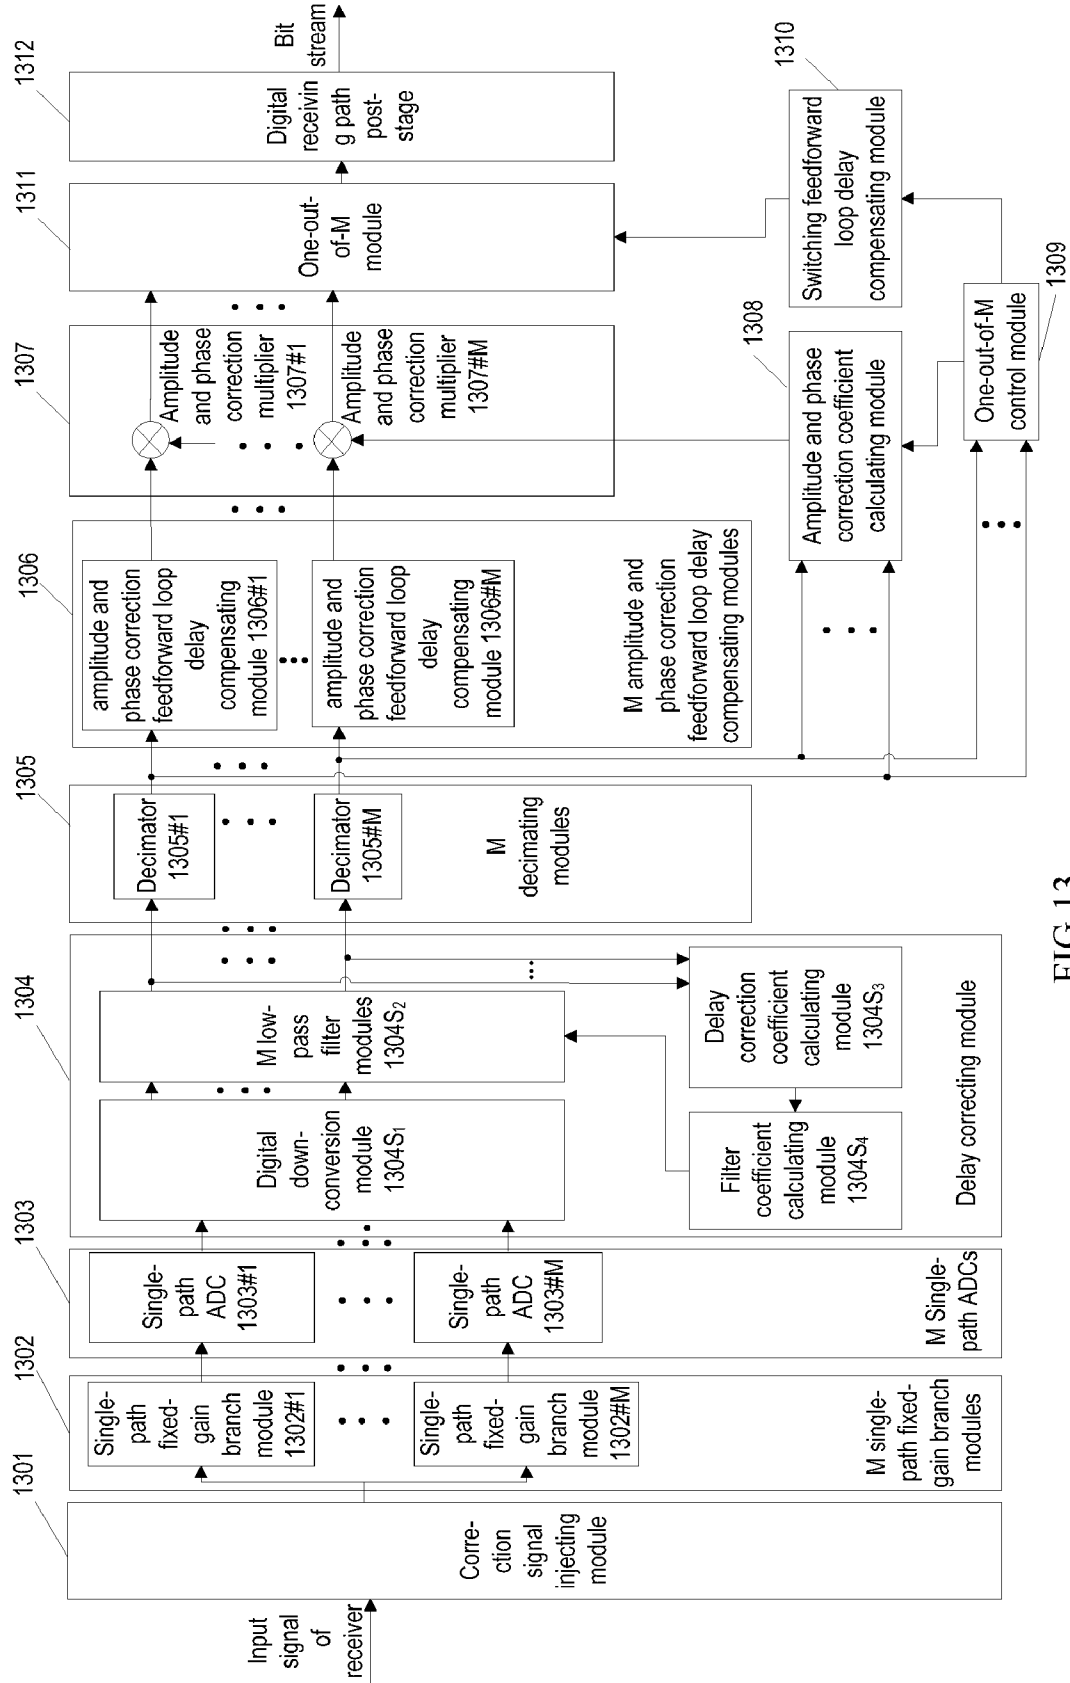 1301
1302
1303
1304
1305
1306
1307
1311
1312
Input
signal
of
receiver
Corre-
ction
signal
injecting
module
Single-
path
fixed-
gain
branch
module
1302#1
Single-
path
fixed-
gain
branch
module
1302#M
M single-
path fixed-
gain branch
modules
Single-
path
ADC
1303#1
Single-
path
ADC
1303#M
M Single-
path ADCs
Digital
down-
conversion
module
1304S1
M low-
pass
filter
modules
1304S2
Delay
correction
coefficient
calculating
module
1304S3
Filter
coefficient
calculating
module
1304S4
Delay correcting module
Decimator
1305#1
Decimator
1305#M
M
decimating
modules
amplitude and
phase correction
feedforward loop
delay
compensating
module 1306#1
amplitude and
phase correction
feedforward loop
delay
compensating
module 1306#M
M amplitude and
phase correction
feedforward loop delay
compensating modules
Amplitude
and phase
correction
multiplier
1307#1
Amplitude
and phase
correction
multiplier
1307#M
1308
Amplitude and phase
correction coefficient
calculating module
One-out-of-M
control module
1309
1310
Switching feedforward
loop delay
compensating module
One-out-
of-M
module
Digital
receivin
g path
post-
stage
Bit
stream
FIG.13